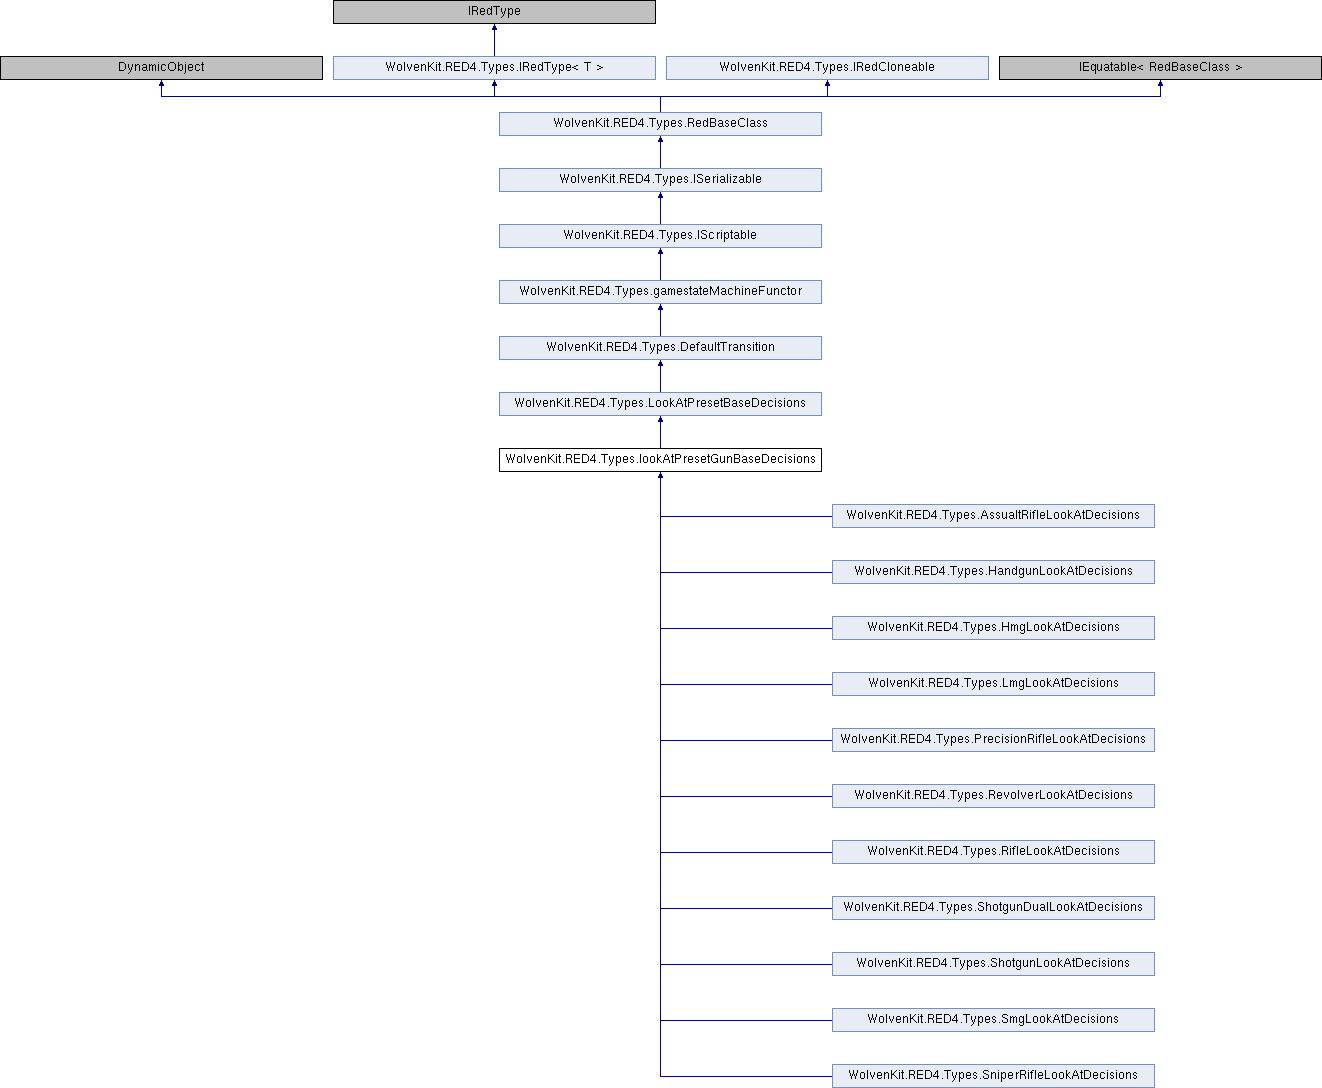 IRedType
DynamicObject
WolvenKit.RED4.Types.IRedType< T >
WolvenKit.RED4.Types.IRedCloneable
IEquatable< RedBaseClass >
WolvenKit.RED4.Types.RedBaseClass
WolvenKit.RED4.Types.ISerializable
WolvenKit.RED4.Types.IScriptable
WolvenKit.RED4.Types.gamestateMachineFunctor
WolvenKit.RED4.Types.DefaultTransition
WolvenKit.RED4.Types.LookAtPresetBaseDecisions
WolvenKit.RED4.Types.lookAtPresetGunBaseDecisions
WolvenKit.RED4.Types.AssualtRifleLookAtDecisions
WolvenKit.RED4.Types.HandgunLookAtDecisions
WolvenKit.RED4.Types.HmgLookAtDecisions
WolvenKit.RED4.Types.LmgLookAtDecisions
WolvenKit.RED4.Types.PrecisionRifleLookAtDecisions
WolvenKit.RED4.Types.RevolverLookAtDecisions
WolvenKit.RED4.Types.RifleLookAtDecisions
WolvenKit.RED4.Types.ShotgunDualLookAtDecisions
WolvenKit.RED4.Types.ShotgunLookAtDecisions
WolvenKit.RED4.Types.SmgLookAtDecisions
WolvenKit.RED4.Types.SniperRifleLookAtDecisions